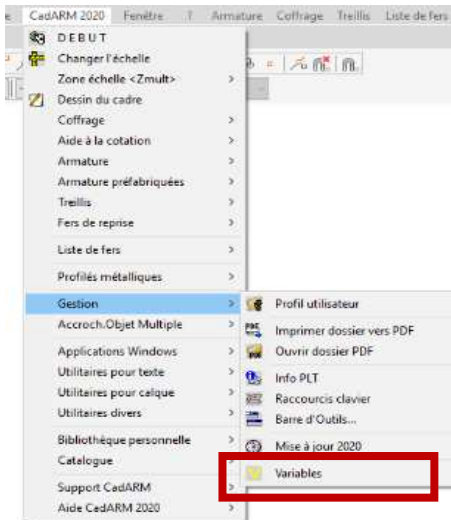 CadARM 2020 Fenêtre ? Armature Coffrage Treillis Liste de fers
DEBUT
Changer l'échelle
Zone échelle <Zmult>
Dessin du cadre
Coffrage
Aide à la cotation
Armature
Armature préfabriquées
Treillis
Fers de reprise
Liste de fers
Profilés métalliques
Gestion
Accroch.Objet Multiple
Applications Windows
Utilitaires pour texte
Utilitaires pour calque
Utilitaires divers
Bibliothèque personnelle
Catalogue
Support CadARM
Aide CadARM 2020
Profil utilisateur
Imprimer dossier vers PDF
Ouvrir dossier PDF
Info PLT
Raccourcis clavier
Barre d'Outils...
Mise à jour 2020
Variables